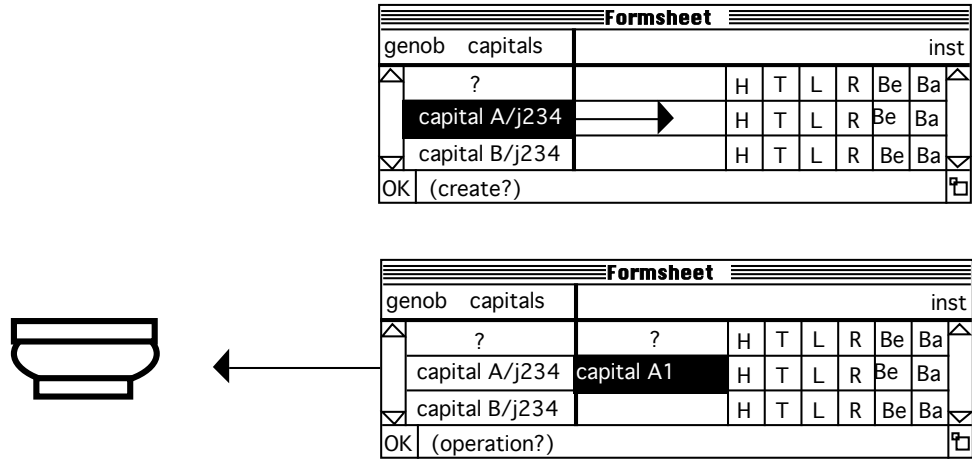 Formsheet
genob capitals inst
? H T L R Be Ba
capital A/j234 H T L R Be Ba
capital B/j234 H T L R Be Ba
OK (create?)
Formsheet
genob capitals inst
? ? H T L R Be Ba
capital A/j234 capital A1 H T L R Be Ba
capital B/j234 H T L R Be Ba
OK (operation?)